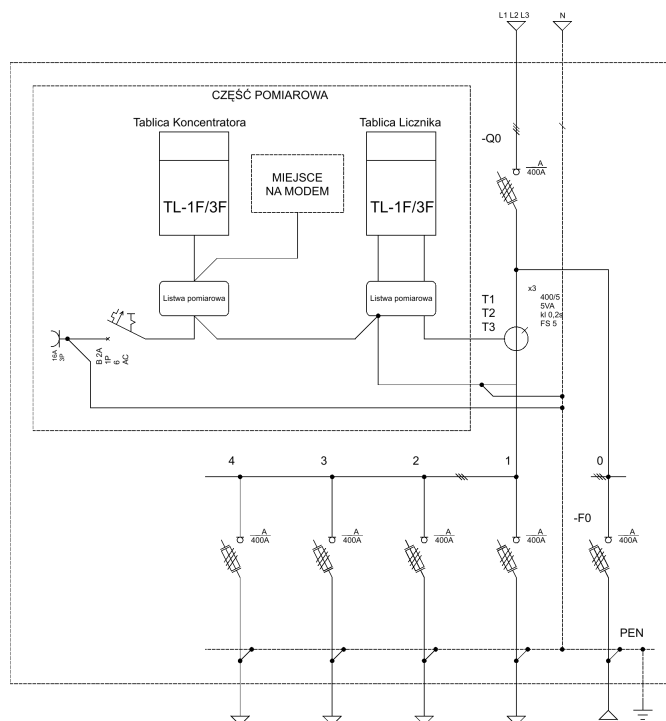 L1 L2 L3
N
CZĘŚĆ POMIAROWA
Tablica Koncentratora
Tablica Licznika
-Q0
A
400A
MIEJSCE
NA MODEM
TL-1F/3F
TL-1F/3F
Listwa pomiarowa
Listwa pomiarowa
T1
T2
T3
x3
400/5
5VA
kl 0,2s
FS 5
16A
3P
B 2A
1P
6
AC
4
3
2
1
0
-F0
A
400A
A
400A
A
400A
A
400A
A
400A
PEN